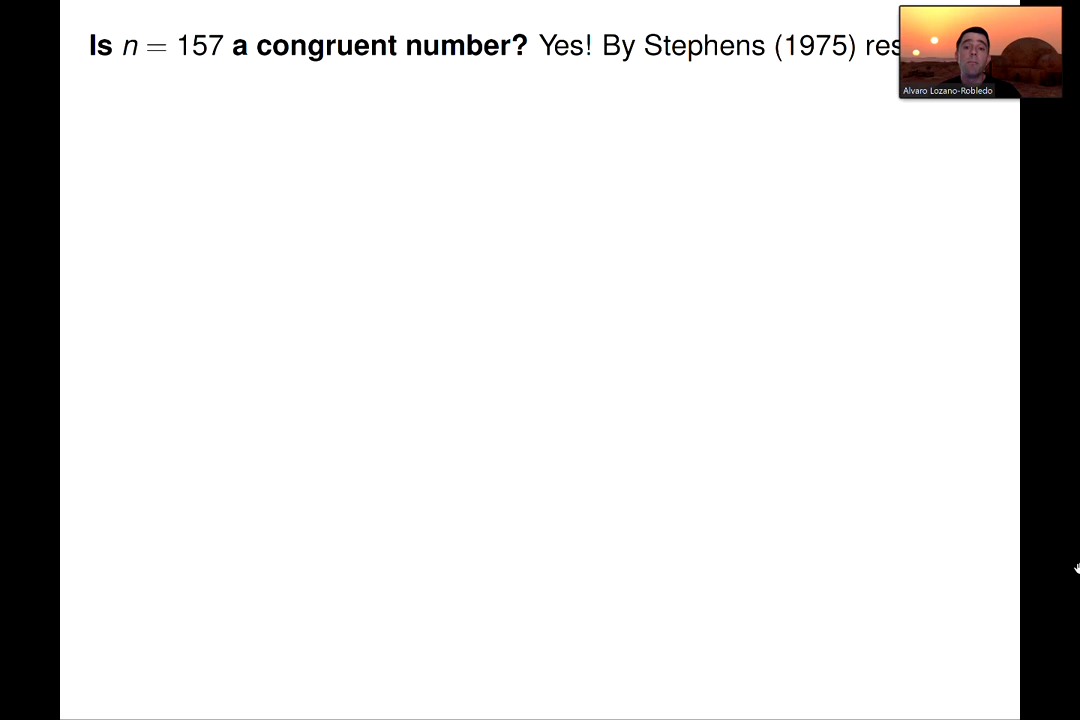 Is n = 157 a congruent number? Yes! By Stephens (1975)
Alvaro Lozano-Robledo